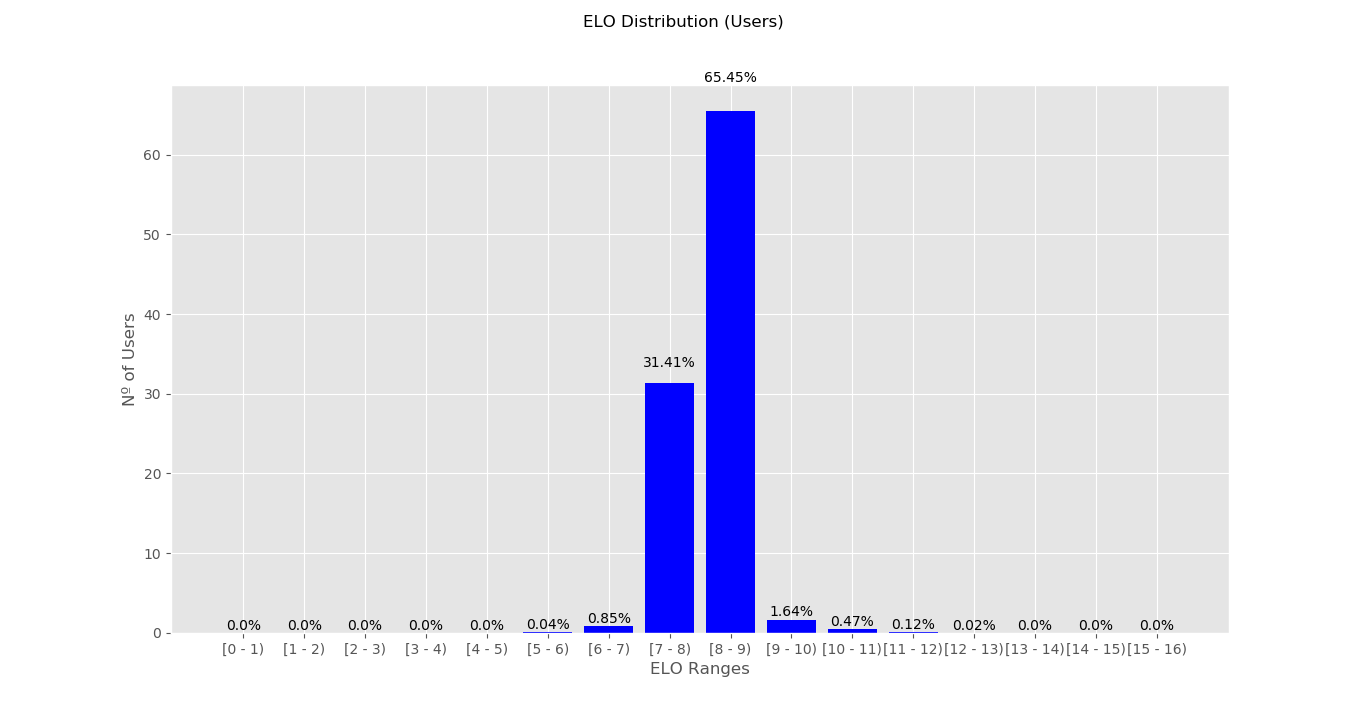 ELO Distribution (Users)
65.45%
60
50
40
31.41%
30
20
10
0.0% 0.0% 0.0% 0.0% 0.0% 0.04% 0.85% 1.64% 0.47% 0.12% 0.02% 0.0% 0.0% 0.0%
0
[0 - 1) [1 - 2) [2 - 3) [3 - 4) [4 - 5) [5 - 6) [6 - 7) [7 - 8) [8 - 9) [9 - 10) [10 - 11) [11 - 12) [12 - 13) [13 - 14) [14 - 15) [15 - 16)
ELO Ranges
Nº of Users